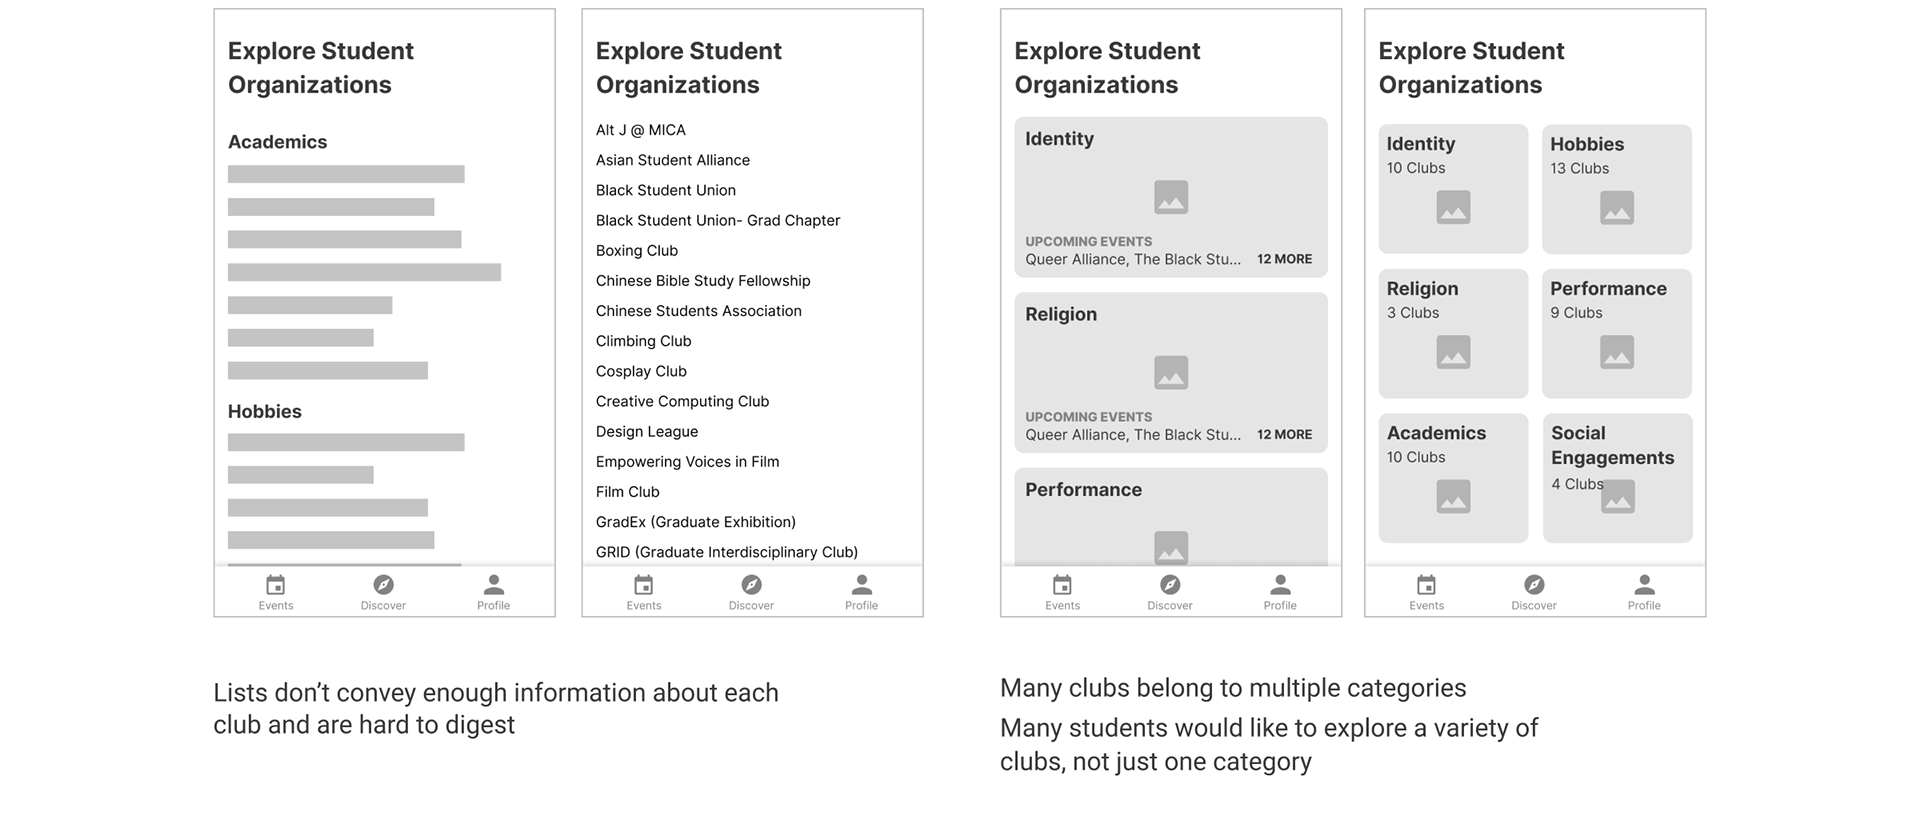 Explore Student
Organizations
Academics
Hobbies
Events
Discover
Profile
Explore Student
Organizations
Alt J @ MICA
Asian Student Alliance
Black Student Union
Black Student Union- Grad Chapter
Boxing Club
Chinese Bible Study Fellowship
Chinese Students Association
Climbing Club
Cosplay Club
Creative Computing Club
Design League
Empowering Voices in Film
Film Club
GradEx (Graduate Exhibition)
GRID (Graduate Interdisciplinary Club)
Events
Discover
Profile
Lists don’t convey enough information about each
club and are hard to digest
Explore Student
Organizations
Identity
UPCOMING EVENTS
Queer Alliance, The Black Stu... 12 MORE
Religion
UPCOMING EVENTS
Queer Alliance, The Black Stu... 12 MORE
Performance
Events
Discover
Profile
Explore Student
Organizations
Identity
10 Clubs
Hobbies
13 Clubs
Religion
3 Clubs
Performance
9 Clubs
Academics
10 Clubs
Social
Engagements
4 Clubs
Events
Discover
Profile
Many clubs belong to multiple categories
Many students would like to explore a variety of
clubs, not just one category